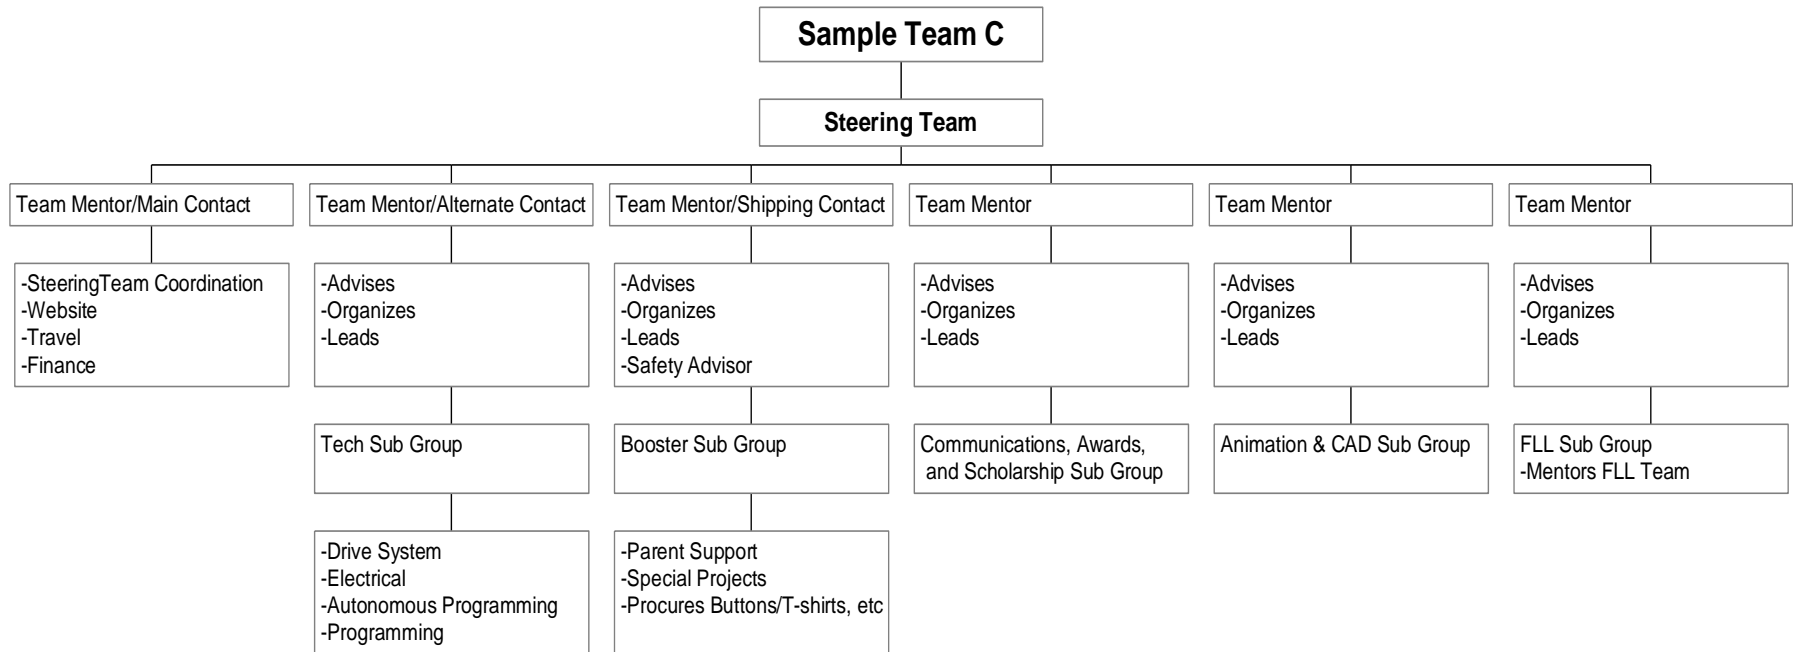 Sample Team C
Steering Team
Team Mentor/Main Contact
Team Mentor/Alternate Contact
Team Mentor/Shipping Contact
Team Mentor
Team Mentor
Team Mentor
-SteeringTeam Coordination
-Website
-Travel
-Finance
-Advises
-Organizes
-Leads
-Advises
-Organizes
-Leads
-Safety Advisor
-Advises
-Organizes
-Leads
-Advises
-Organizes
-Leads
-Advises
-Organizes
-Leads
Tech Sub Group
Booster Sub Group
Communications, Awards,
and Scholarship Sub Group
Animation & CAD Sub Group
FLL Sub Group
-Mentors FLL Team
-Drive System
-Electrical
-Autonomous Programming
-Programming
-Parent Support
-Special Projects
-Procures Buttons/T-shirts, etc